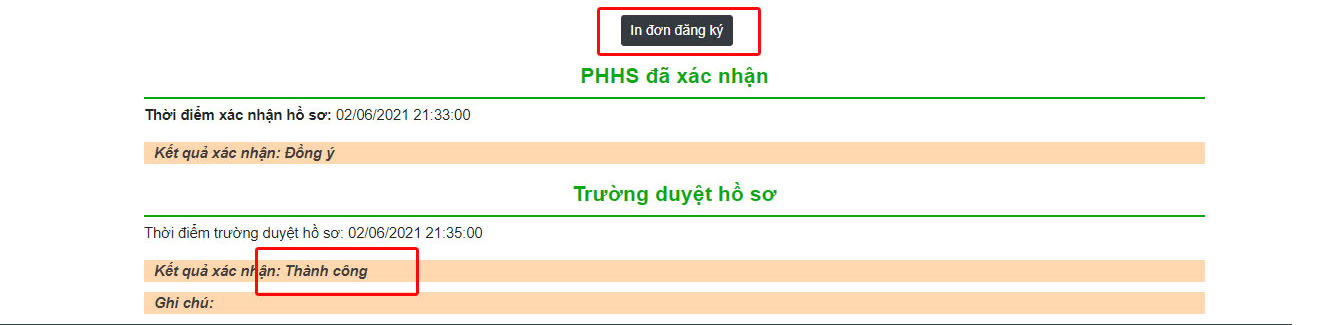 In đơn đăng ký
PHHS đã xác nhận
Thời điểm xác nhận hồ sơ: 02/06/2021 21:33:00
Kết quả xác nhận: Đồng ý
Trường duyệt hồ sơ
Thời điểm trường duyệt hồ sơ: 02/06/2021 21:35:00
Kết quả xác nhận: Thành công
Ghi chú: